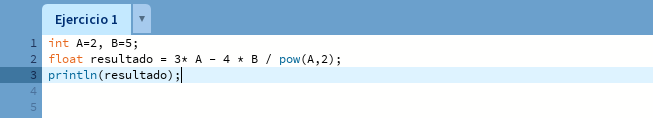 Ejercicio 1 ▼
1 int A=2, B=5;
2 float resultado = 3* A - 4 * B / pow(A,2);
3 println(resultado);
4
5